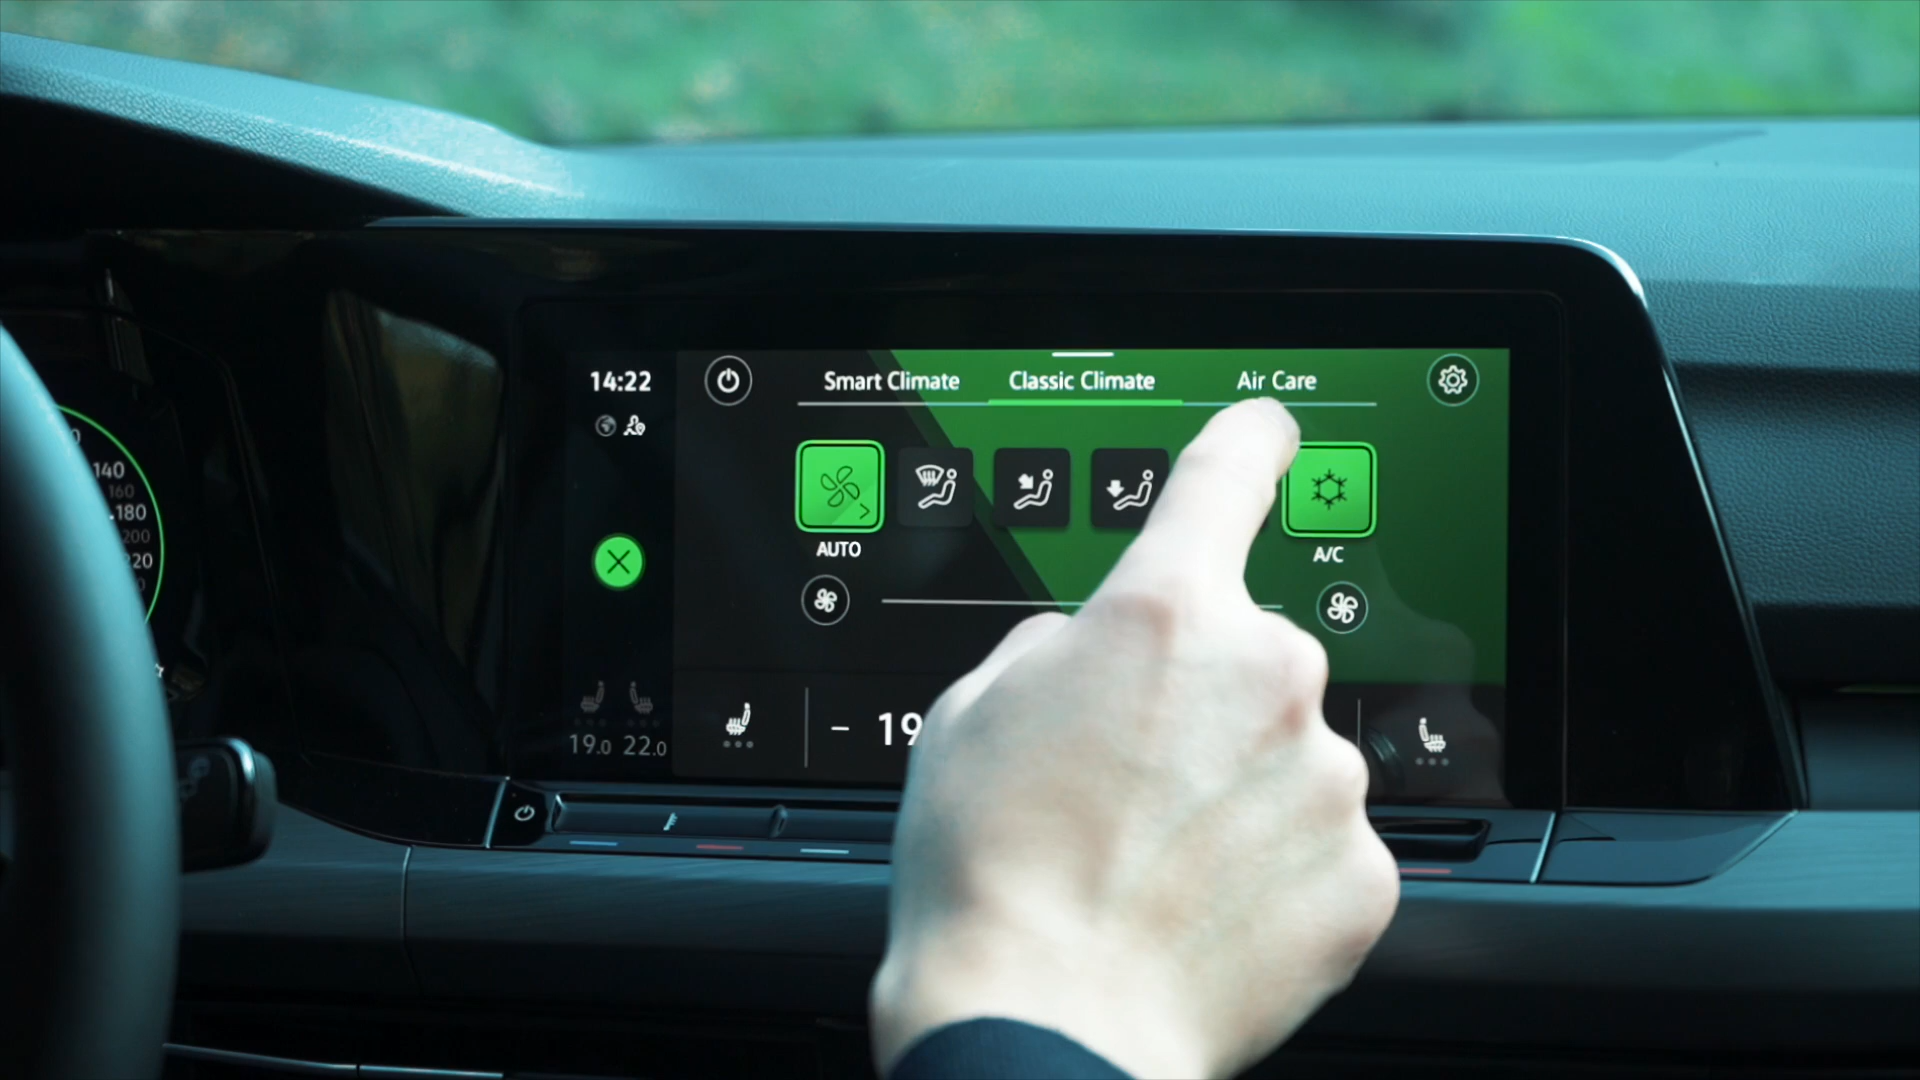 14:22
Smart Climate
Classic Climate
Air Care
AUTO
A/C
19.0 22.0
– 19
140
160
180
200
220